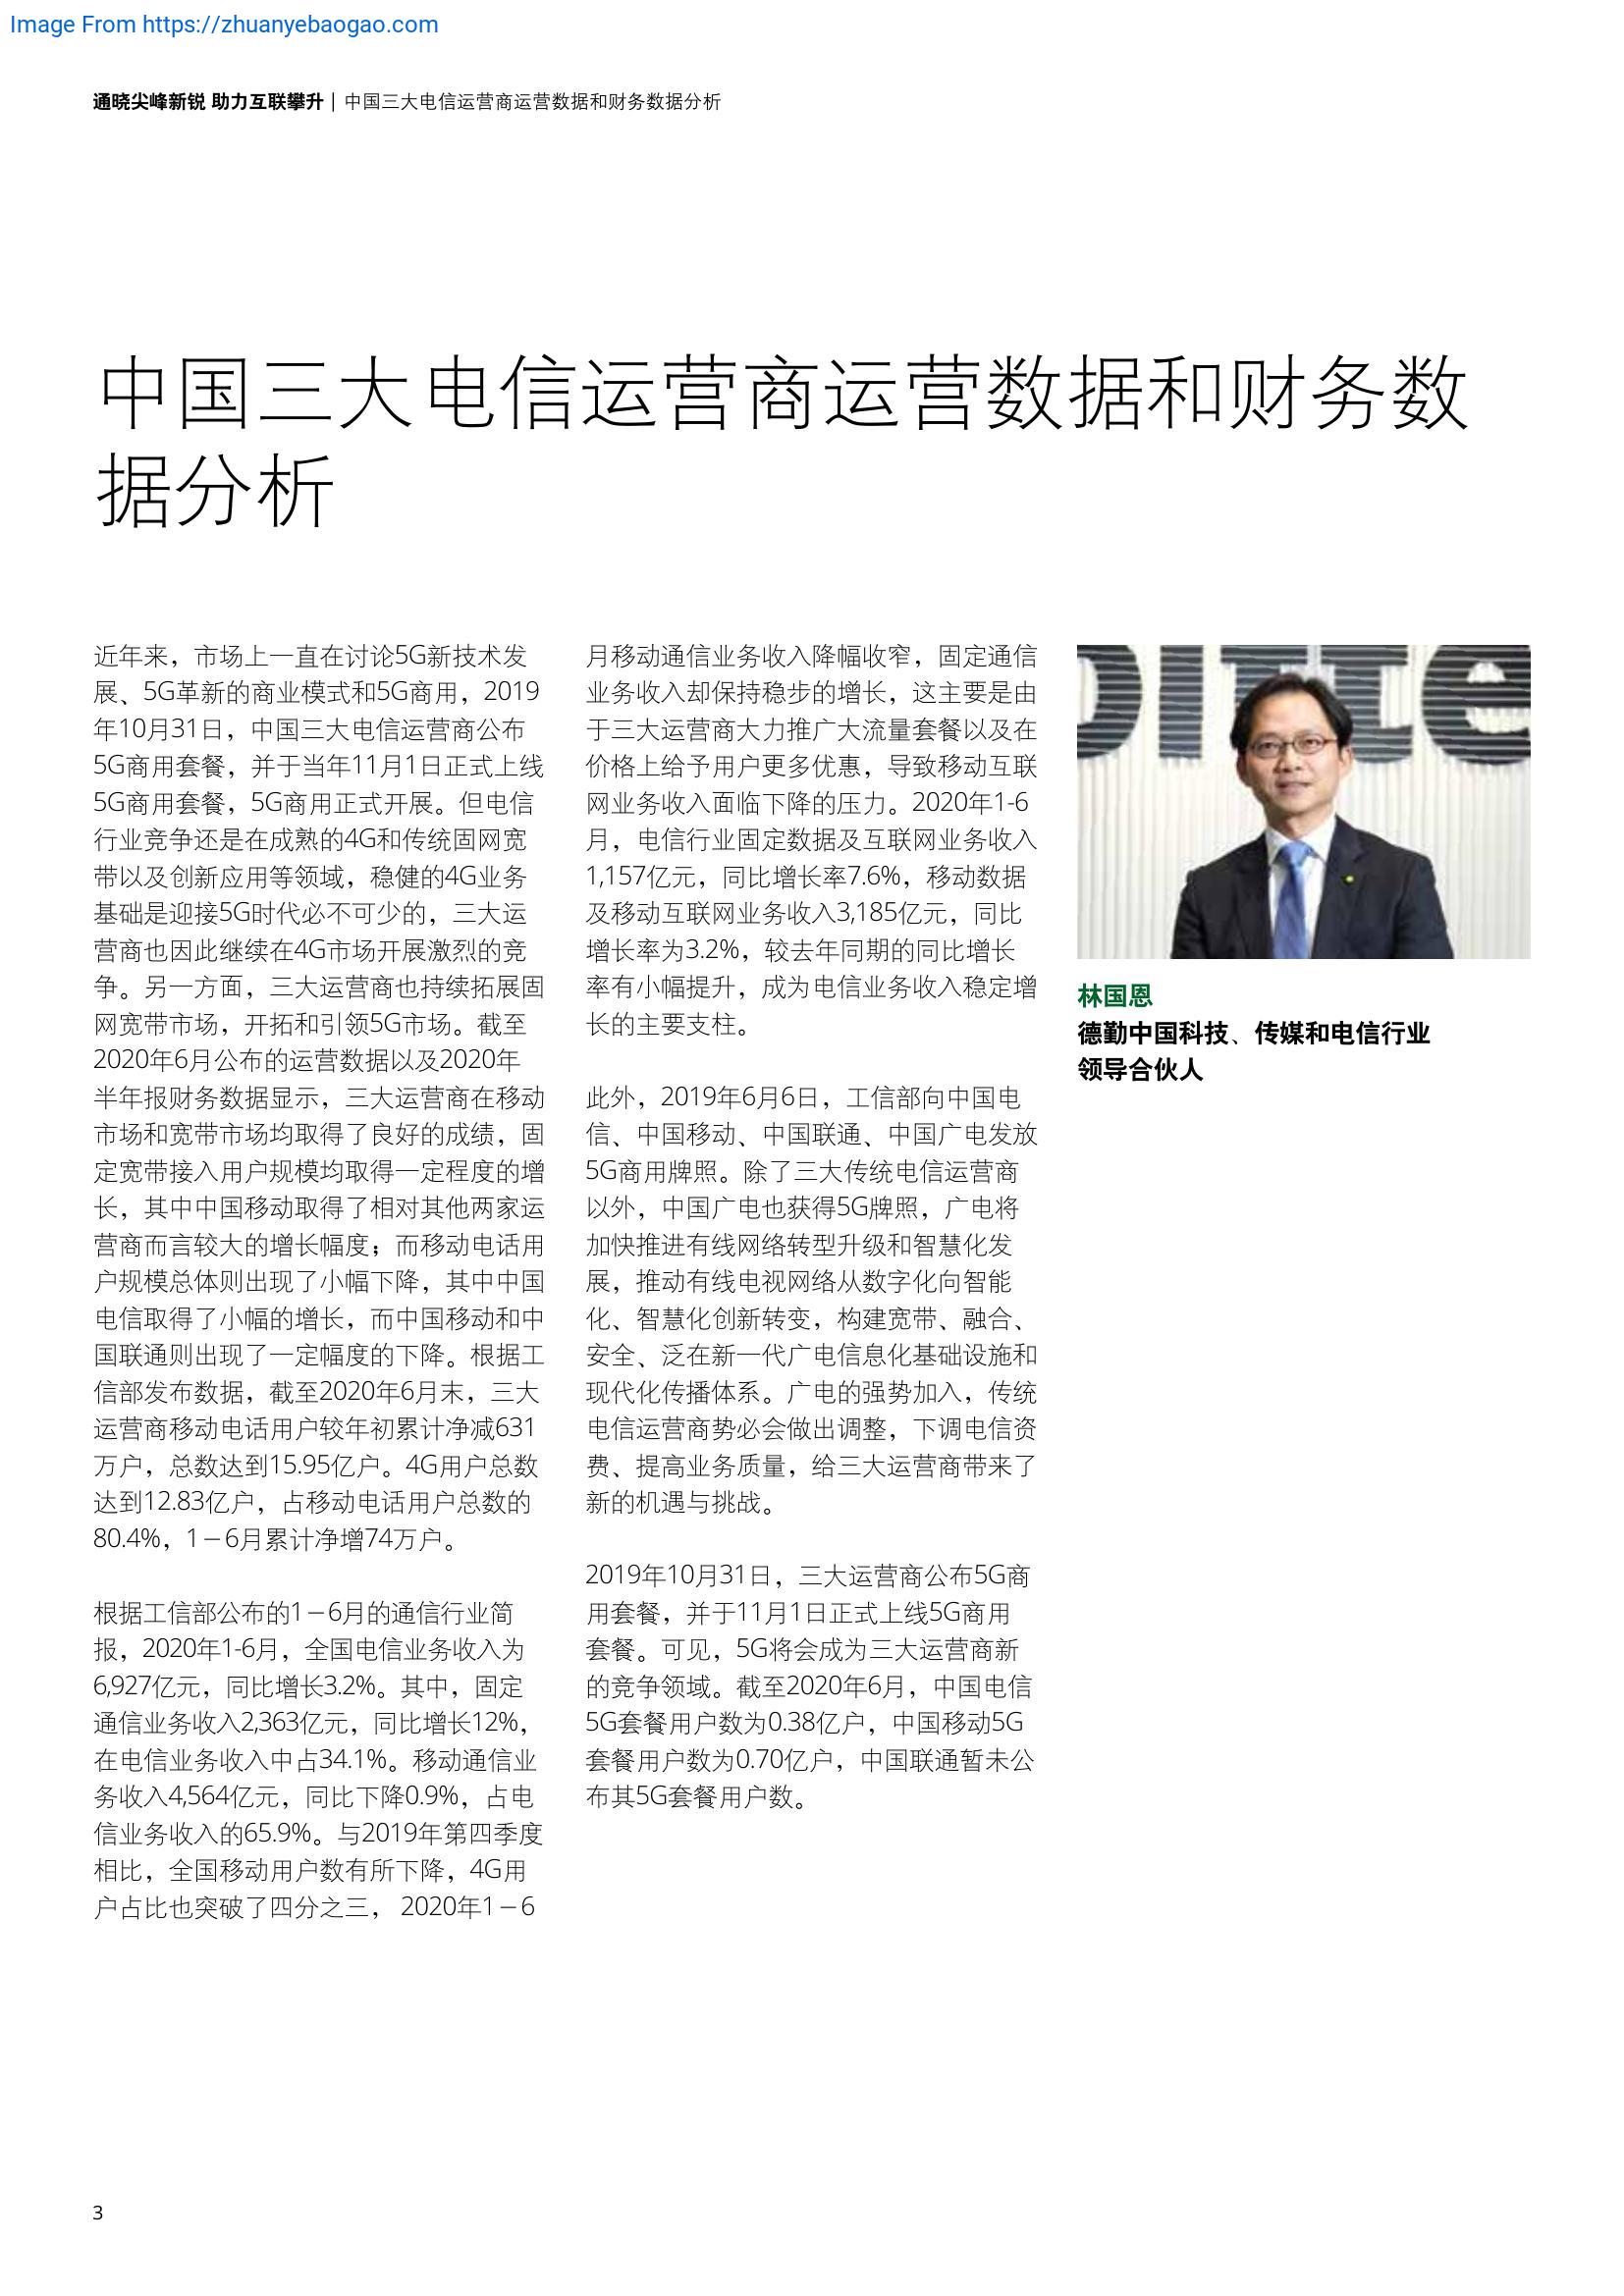 Image From https://zhuanyebaogao.com
通晓尖峰新锐 助力互联攀升 | 中国三大电信运营商运营数据和财务数据分析
中国三大电信运营商运营数据和财务数
据分析
近年来，市场上一直在讨论5G新技术发
展、5G革新的商业模式和5G商用，2019
年10月31日，中国三大电信运营商公布
5G商用套餐，并于当年11月1日正式上线
5G商用套餐，5G商用正式开展。但电信
行业竞争还是在成熟的4G和传统固网宽
带以及创新应用等领域，稳健的4G业务
基础是迎接5G时代必不可少的，三大运
营商也因此继续在4G市场开展激烈的竞
争。另一方面，三大运营商也持续拓展固
网宽带市场，开拓和引领5G市场。截至
2020年6月公布的运营数据以及2020年
半年报财务数据显示，三大运营商在移动
市场和宽带市场均取得了良好的成绩，固
定宽带接入用户规模均取得一定程度的增
长，其中中国移动取得了相对其他两家运
营商而言较大的增长幅度；而移动电话用
户规模总体则出现了小幅下降，其中中国
电信取得了小幅的增长，而中国移动和中
国联通则出现了一定幅度的下降。根据工
信部发布数据，截至2020年6月末，三大
运营商移动电话用户较年初累计净减631
万户，总数达到15.95亿户。4G用户总数
达到12.83亿户，占移动电话用户总数的
80.4%，1－6月累计净增74万户。
根据工信部公布的1－6月的通信行业简
报，2020年1-6月，全国电信业务收入为
6,927亿元，同比增长3.2%。其中，固定
通信业务收入2,363亿元，同比增长12%，
在电信业务收入中占34.1%。移动通信业
务收入4,564亿元，同比下降0.9%，占电
信业务收入的65.9%。与2019年第四季度
相比，全国移动用户数有所下降，4G用
户占比也突破了四分之三， 2020年1－6
月移动通信业务收入降幅收窄，固定通信
业务收入却保持稳步的增长，这主要是由
于三大运营商大力推广大流量套餐以及在
价格上给予用户更多优惠，导致移动互联
网业务收入面临下降的压力。2020年1-6
月，电信行业固定数据及互联网业务收入
1,157亿元，同比增长率7.6%，移动数据
及移动互联网业务收入3,185亿元，同比
增长率为3.2%，较去年同期的同比增长
率有小幅提升，成为电信业务收入稳定增
长的主要支柱。
此外，2019年6月6日，工信部向中国电
信、中国移动、中国联通、中国广电发放
5G商用牌照。除了三大传统电信运营商
以外，中国广电也获得5G牌照，广电将
加快推进有线网络转型升级和智慧化发
展，推动有线电视网络从数字化向智能
化、智慧化创新转变，构建宽带、融合、
安全、泛在新一代广电信息化基础设施和
现代化传播体系。广电的强势加入，传统
电信运营商势必会做出调整，下调电信资
费、提高业务质量，给三大运营商带来了
新的机遇与挑战。
2019年10月31日，三大运营商公布5G商
用套餐，并于11月1日正式上线5G商用
套餐。可见，5G将会成为三大运营商新
的竞争领域。截至2020年6月，中国电信
5G套餐用户数为0.38亿户，中国移动5G
套餐用户数为0.70亿户，中国联通暂未公
布其5G套餐用户数。
林国恩
德勤中国科技、传媒和电信行业
领导合伙人
3